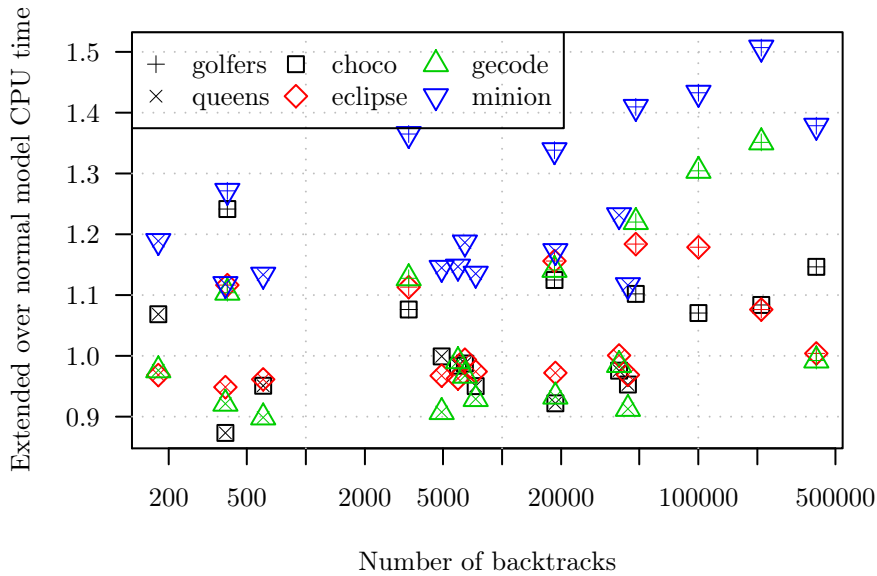 Extended over normal model CPU time
1.5
1.4
1.3
1.2
1.1
1.0
0.9
golfers choco gecode
queens eclipse minion
200 500 2000 5000 20000 100000 500000
Number of backtracks